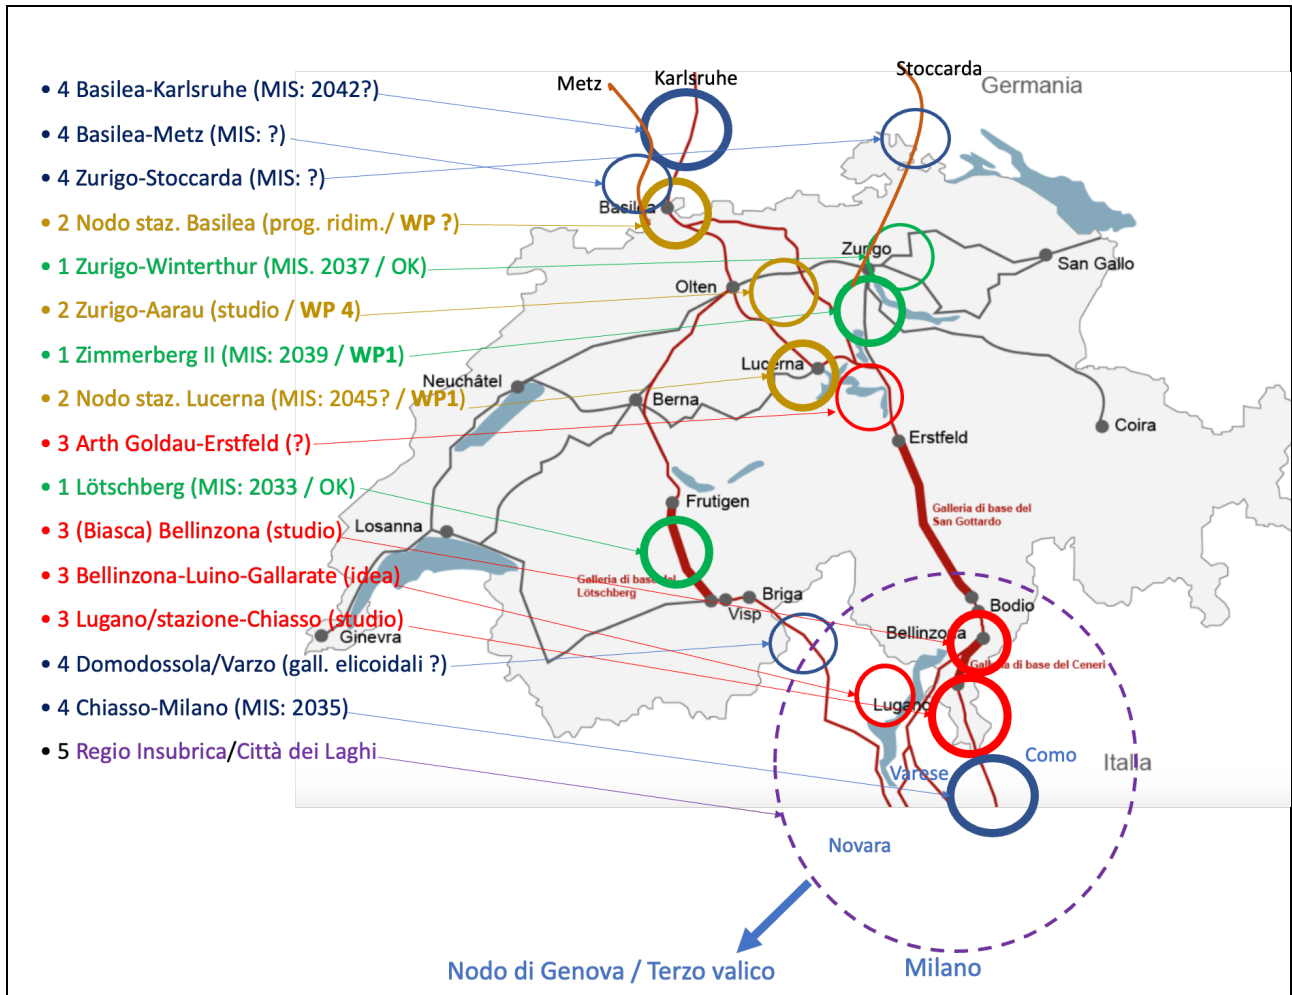 Metz
Karlsruhe
Stoccarda
Germania
• 4 Basilea-Karlsruhe (MIS: 2042?)
• 4 Basilea-Metz (MIS: ?)
• 4 Zurigo-Stoccarda (MIS: ?)
• 2 Nodo staz. Basilea (prog. ridim./ WP ?)
• 1 Zurigo-Winterthur (MIS. 2037 / OK)
• 2 Zurigo-Aarau (studio / WP 4)
• 1 Zimmerberg II (MIS: 2039 / WP1)
• 2 Nodo staz. Lucerna (MIS: 2045? / WP1)
• 3 Arth Goldau-Erstfeld (?)
• 1 Lötschberg (MIS: 2033 / OK)
• 3 (Biasca) Bellinzona (studio)
• 3 Bellinzona-Luino-Gallarate (idea)
• 3 Lugano/stazione-Chiasso (studio)
• 4 Domodossola/Varzo (gall. elicoidali ?)
• 4 Chiasso-Milano (MIS: 2035)
• 5 Regio Insubrica/Città dei Laghi
Basilea
Zurigo
San Gallo
Olten
Lucerna
Neuchâtel
Berna
Coira
Erstfeld
Frutigen
Galleria di base del
San Gottardo
Losanna
Galleria di base del
Lötschberg
Briga
Visp
Bodio
Ginevra
Bellinzona
Galleria di base del Ceneri
Lugano
Como
Italia
Varese
Novara
Nodo di Genova / Terzo valico
Milano